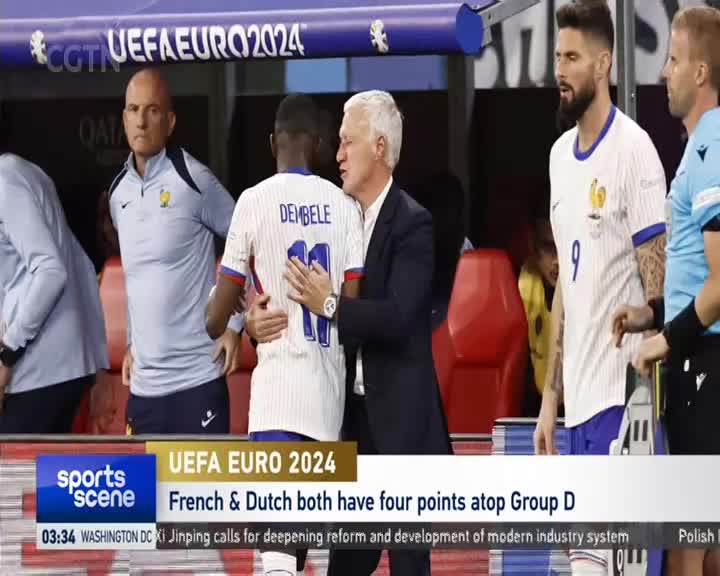 UEFA EURO2024
CGTN
QATAR
DEMBELE
11
9
sports
scene
UEFA EURO 2024
French & Dutch both have four points atop Group D
03:34 WASHINGTON DC
Xi Jinping calls for deepening reform and development of modern industry system
Polish
9